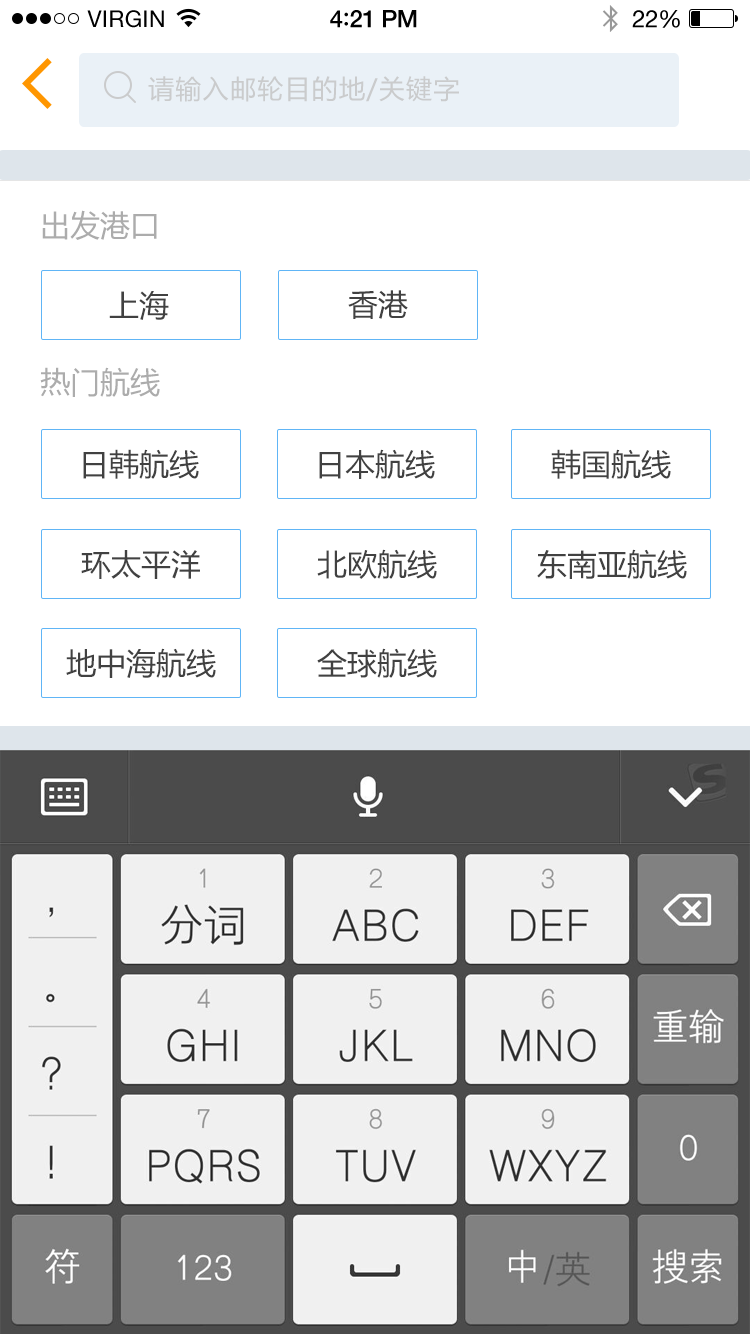 VIRGIN 4:21 PM 22%
请输入邮轮目的地/关键字
出发港口
上海 香港
热门航线
日韩航线 日本航线 韩国航线
环太平洋 北欧航线 东南亚航线
地中海航线 全球航线
S
, 1 2 3
分词 ABC DEF
。 4 5 6
GHI JKL MNO 重输
? 7 8 9
! PQRS TUV WXYZ 0
符 123 中/英 搜索